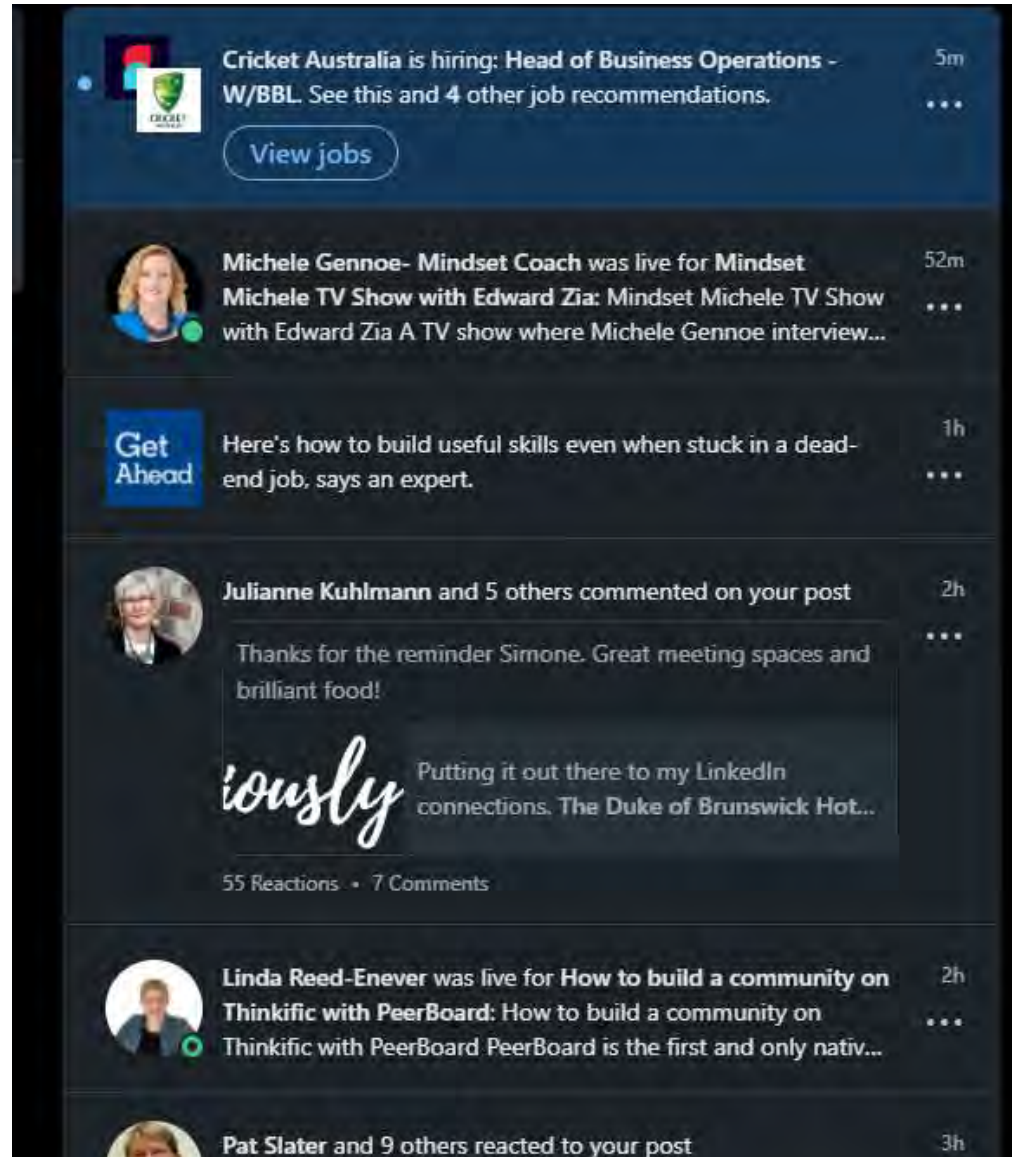 Cricket Australia is hiring: Head of Business Operations -
5m
W/BBL. See this and 4 other job recommendations.
CRICKET
View jobs
Michele Gennoe- Mindset Coach was live for Mindset
52m
Michele TV Show with Edward Zia: Mindset Michele TV Show
with Edward Zia A TV show where Michele Gennoe interview...
Get
Ahead
Here's how to build useful skills even when stuck in a dead-
1h
end job, says an expert.
Julianne Kuhlmann and 5 others commented on your post
2h
Thanks for the reminder Simone. Great meeting spaces and
brilliant food!
iously
Putting it out there to my LinkedIn
connections. The Duke of Brunswick Hot...
55 Reactions • 7 Comments
Linda Reed-Enever was live for How to build a community on
2h
Thinkific with PeerBoard: How to build a community on
Thinkific with PeerBoard PeerBoard is the first and only nativ...
Pat Slater and 9 others reacted to your post
3h